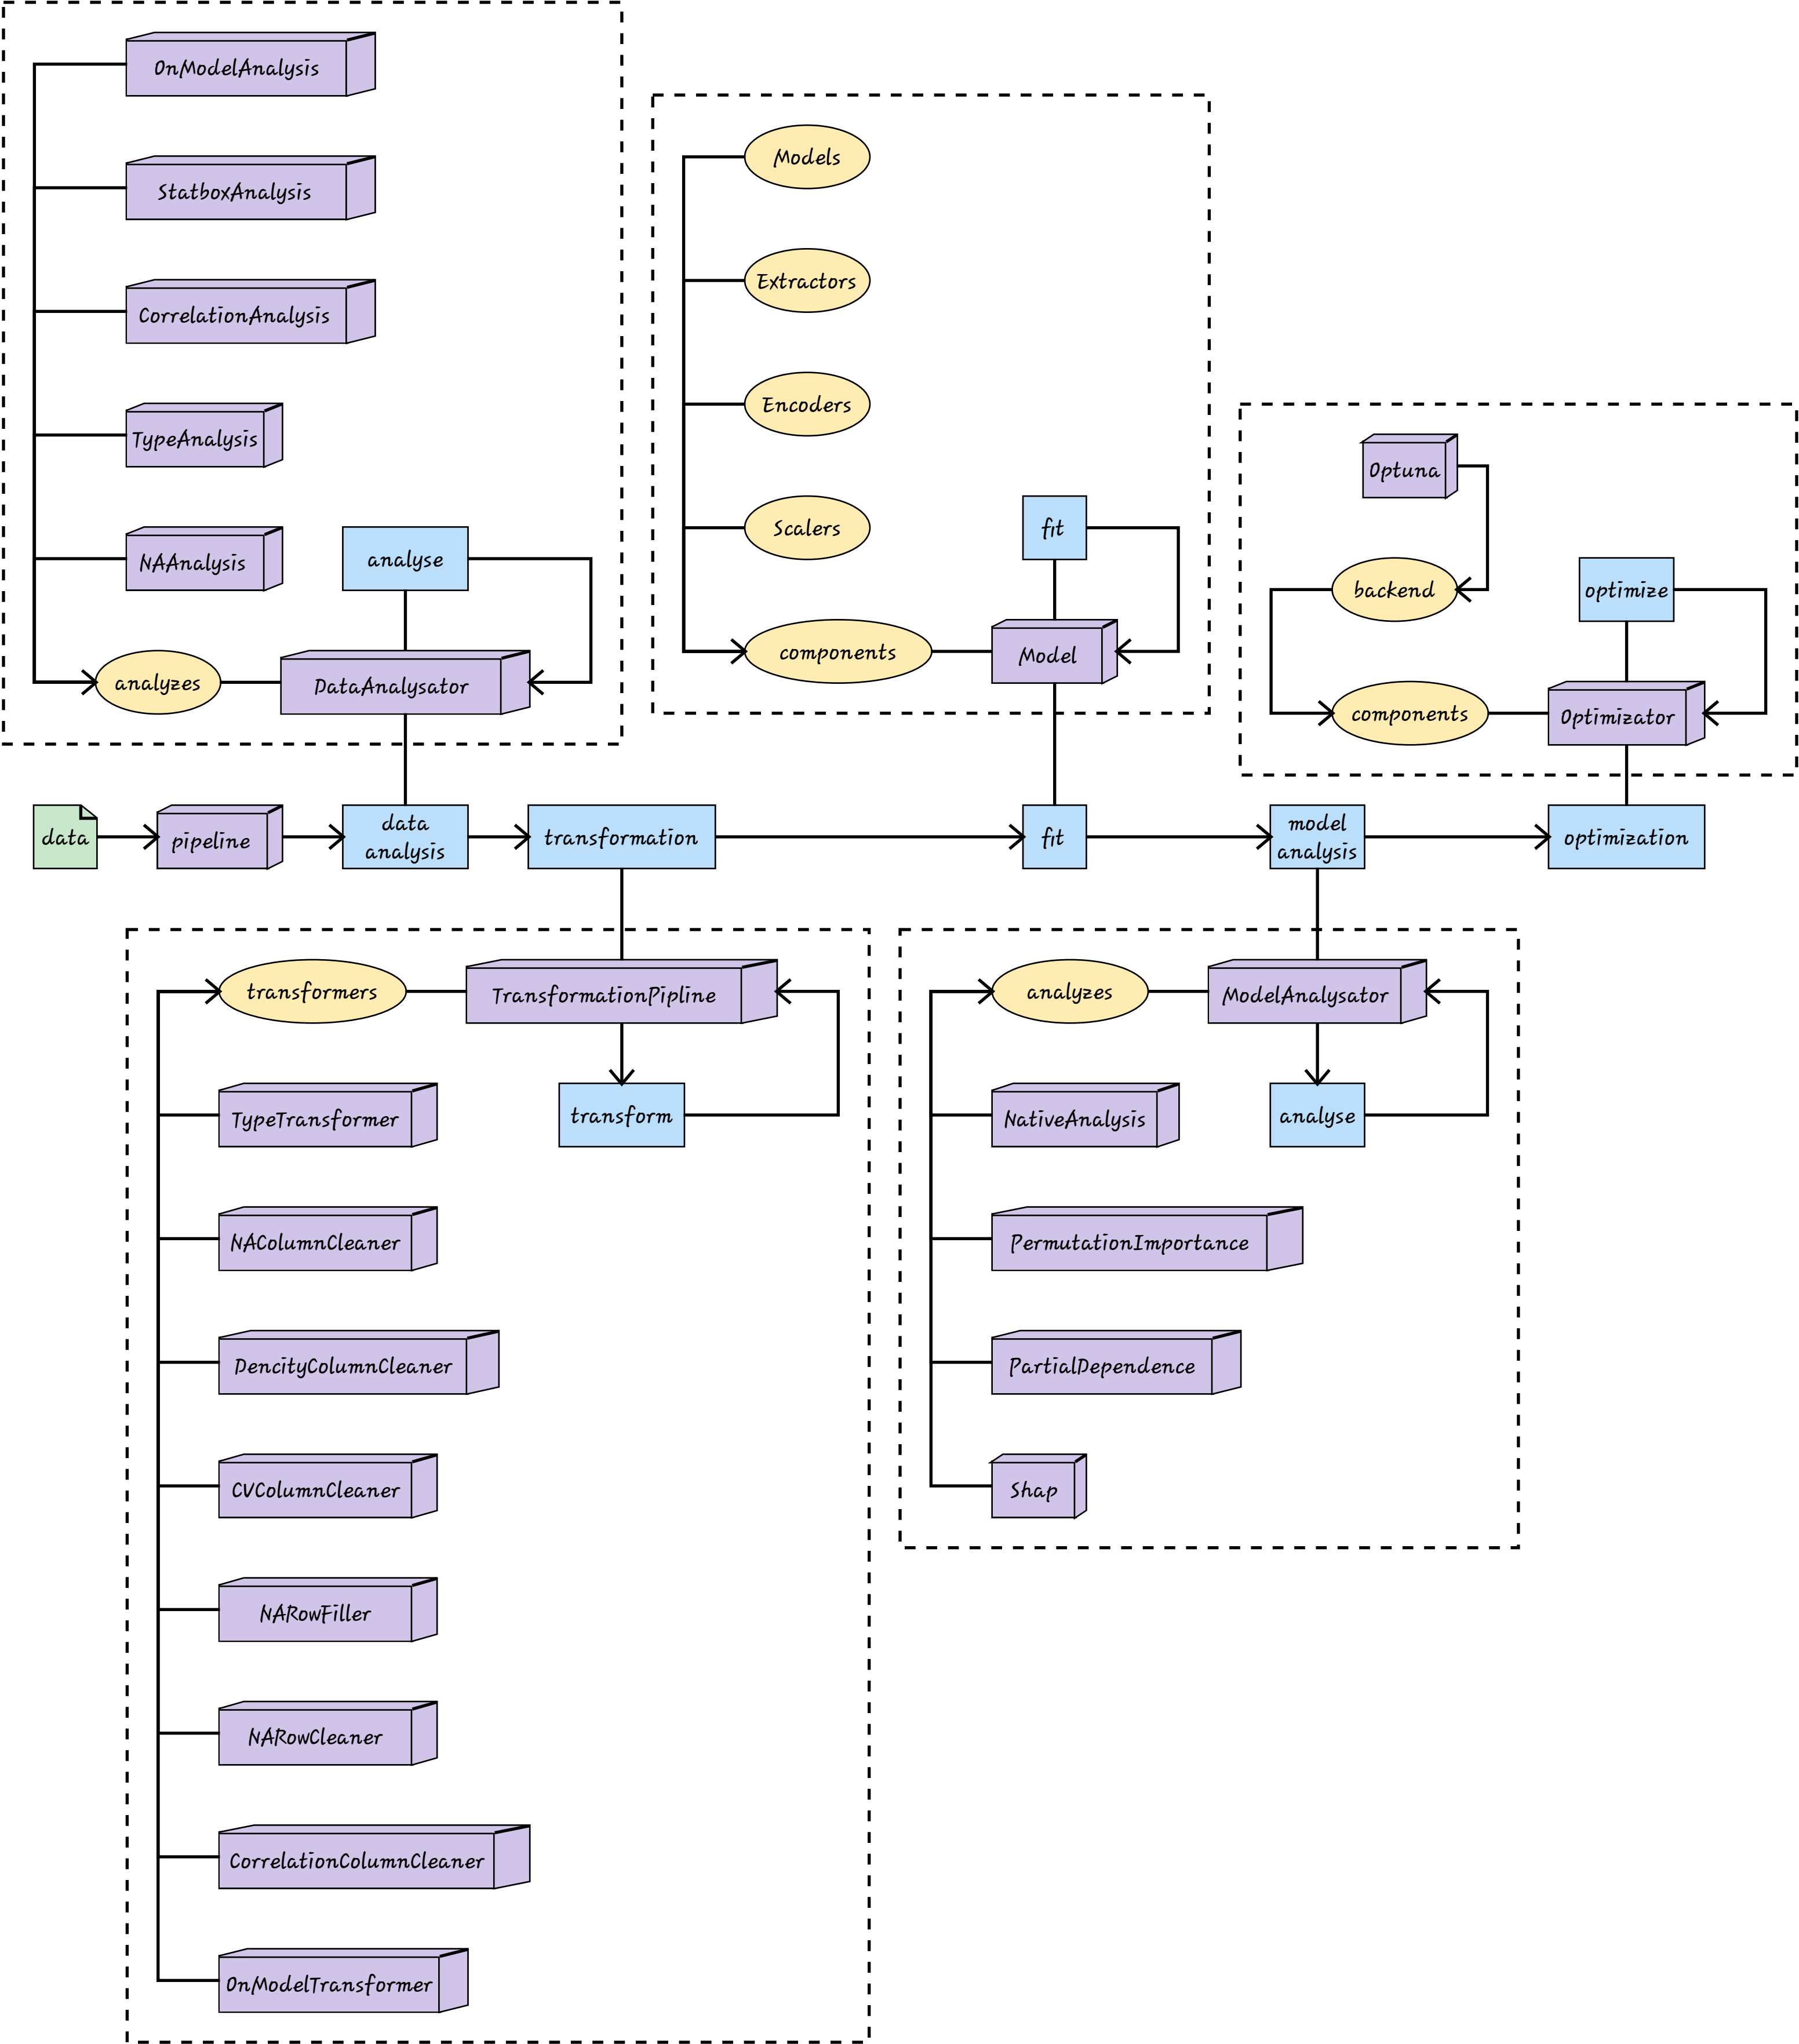 OnModelAnalysis
StatboxAnalysis
CorrelationAnalysis
TypeAnalysis
NAAnalysis
analyse
analyzes
DataAnalysator
Models
Extractors
Encoders
Scalers
fit
components
Model
Optuna
backend
optimize
components
Optimizator
data
pipeline
data
analysis
transformation
fit
model
analysis
optimization
transformers
TransformationPipline
transform
TypeTransformer
NAColumnCleaner
DencityColumnCleaner
CVColumnCleaner
NARowFiller
NARowCleaner
CorrelationColumnCleaner
OnModelTransformer
analyzes
ModelAnalysator
NativeAnalysis
analyse
PermutationImportance
PartialDependence
Shap